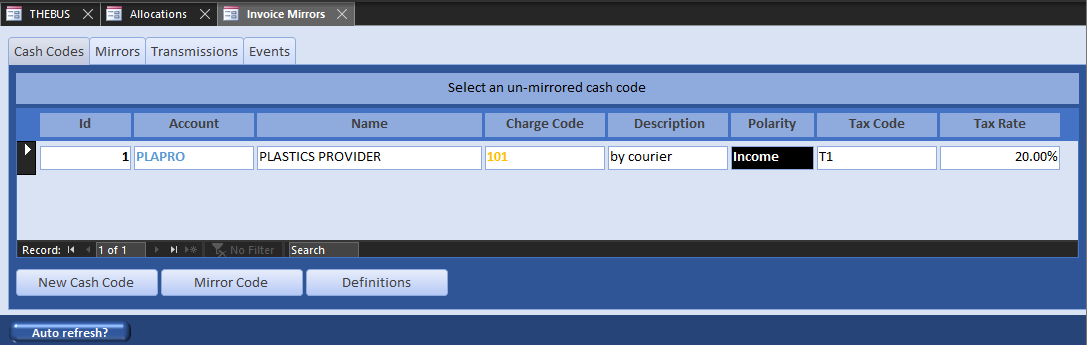 THEBUS Allocations Invoice Mirrors
Cash Codes Mirrors Transmissions Events
Select an un-mirrored cash code
Id Account Name Charge Code Description Polarity Tax Code Tax Rate
1 PLAPRO PLASTICS PROVIDER 101 by courier Income T1 20.00%
Record: 1 of 1 No Filter Search
New Cash Code Mirror Code Definitions
Auto refresh?